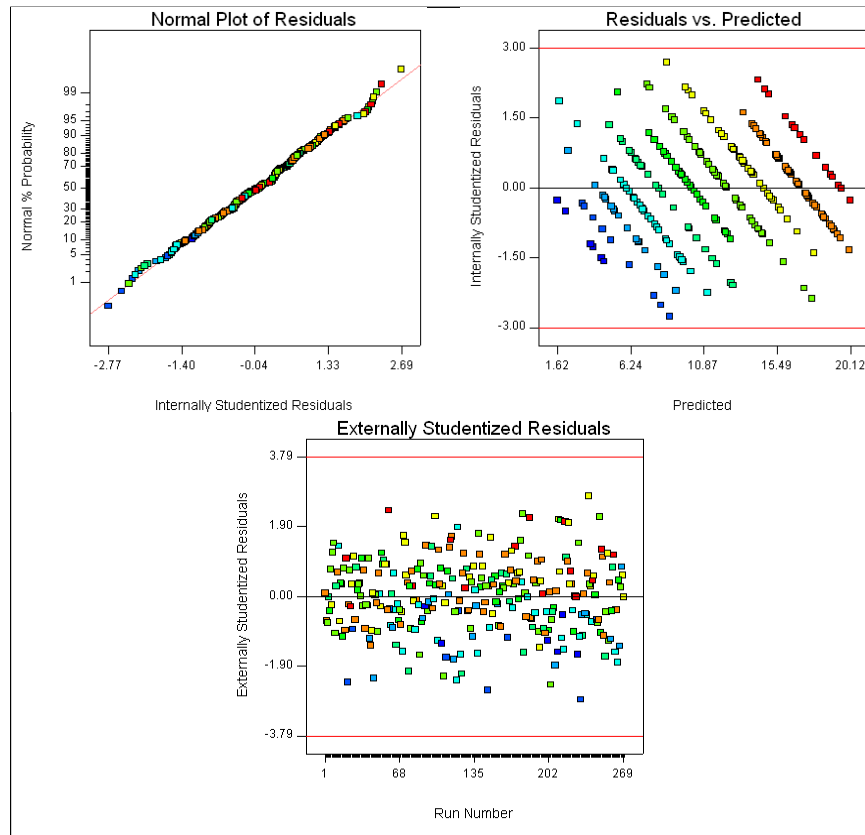 Normal Plot of Residuals
Normal % Probability
99
95
90
80
70
50
30
20
10
5
1
-2.77 -1.40 -0.04 1.33 2.69
Internally Studentized Residuals
Residuals vs. Predicted
Internally Studentized Residuals
3.00
1.50
0.00
-1.50
-3.00
1.62 6.24 10.87 15.49 20.12
Predicted
Externally Studentized Residuals
Externally Studentized Residuals
3.79
1.90
0.00
-1.90
-3.79
1 68 135 202 269
Run Number